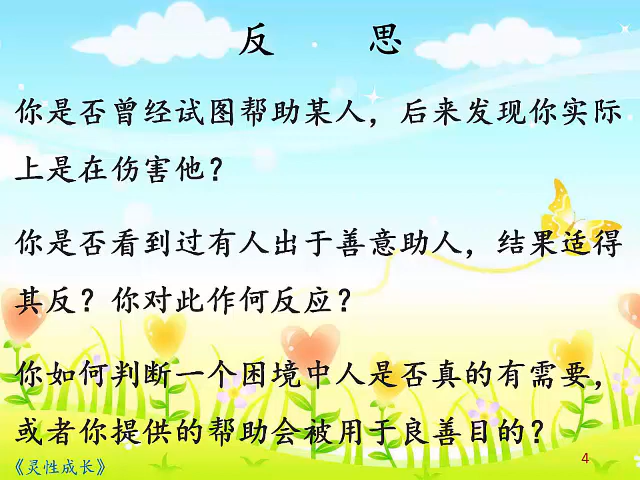 反 思
你是否曾经试图帮助某人，后来发现你实际
上是在伤害他？
你是否看到过有人出于善意助人，结果适得
其反？你对此作何反应？
你如何判断一个困境中人是否真的有需要，
或者你提供的帮助会被用于良善目的？
《灵性成长》
4